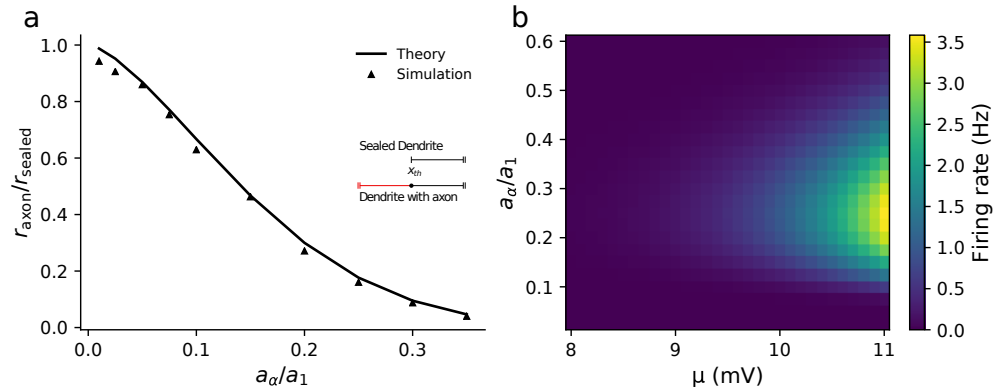 a
r_axon/r_sealed
1.0
0.8
0.6
0.4
0.2
0.0
Theory
Simulation
Sealed Dendrite
x_th
Dendrite with axon
0.0 0.1 0.2 0.3
a_α/a_1
b
a_α/a_1
0.6
0.5
0.4
0.3
0.2
0.1
8 9 10 11
μ (mV)
3.5
3.0
2.5
2.0
1.5
1.0
0.5
0.0
Firing rate (Hz)